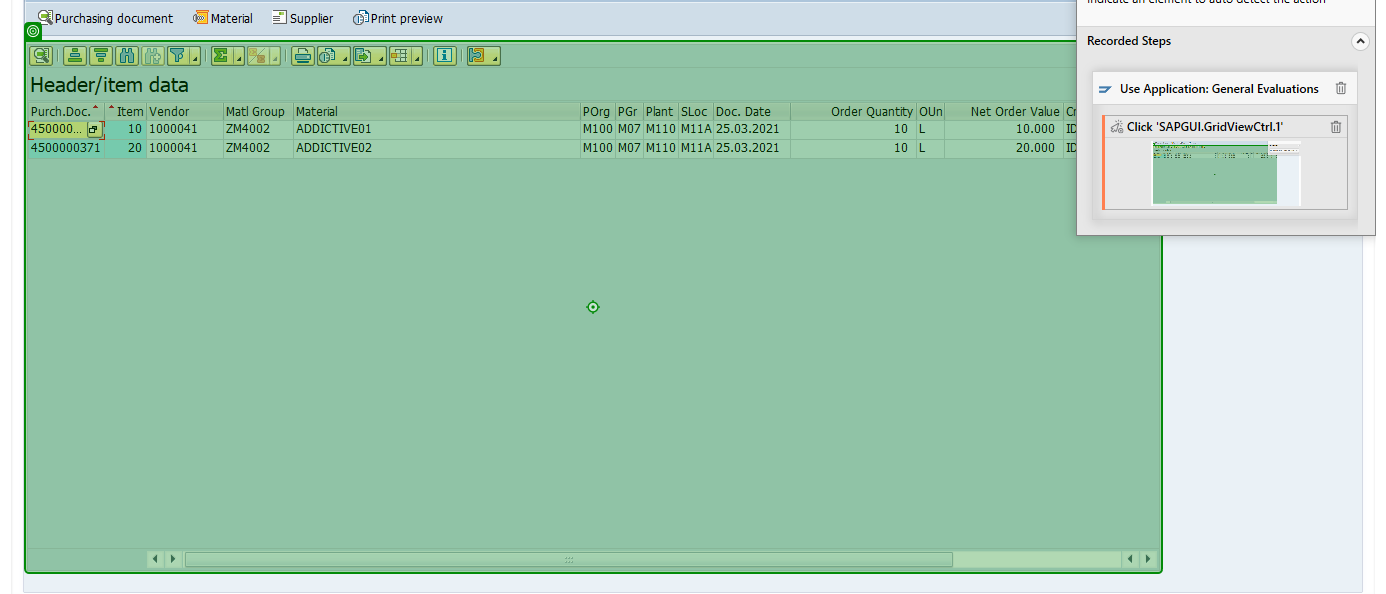 Purchasing document Material Supplier Print preview
Indicate an element to auto detect the action
Recorded Steps
Use Application: General Evaluations
Click 'SAPGUI.GridViewCtrl.1'
Header/item data
Purch.Doc. Item Vendor Matl Group Material POrg PGr Plant SLoc Doc. Date Order Quantity OUn Net Order Value
450000... 10 1000041 ZM4002 ADDICTIVE01 M100 M07 M110 M11A 25.03.2021 10 L 10.000
4500000371 20 1000041 ZM4002 ADDICTIVE02 M100 M07 M110 M11A 25.03.2021 10 L 20.000